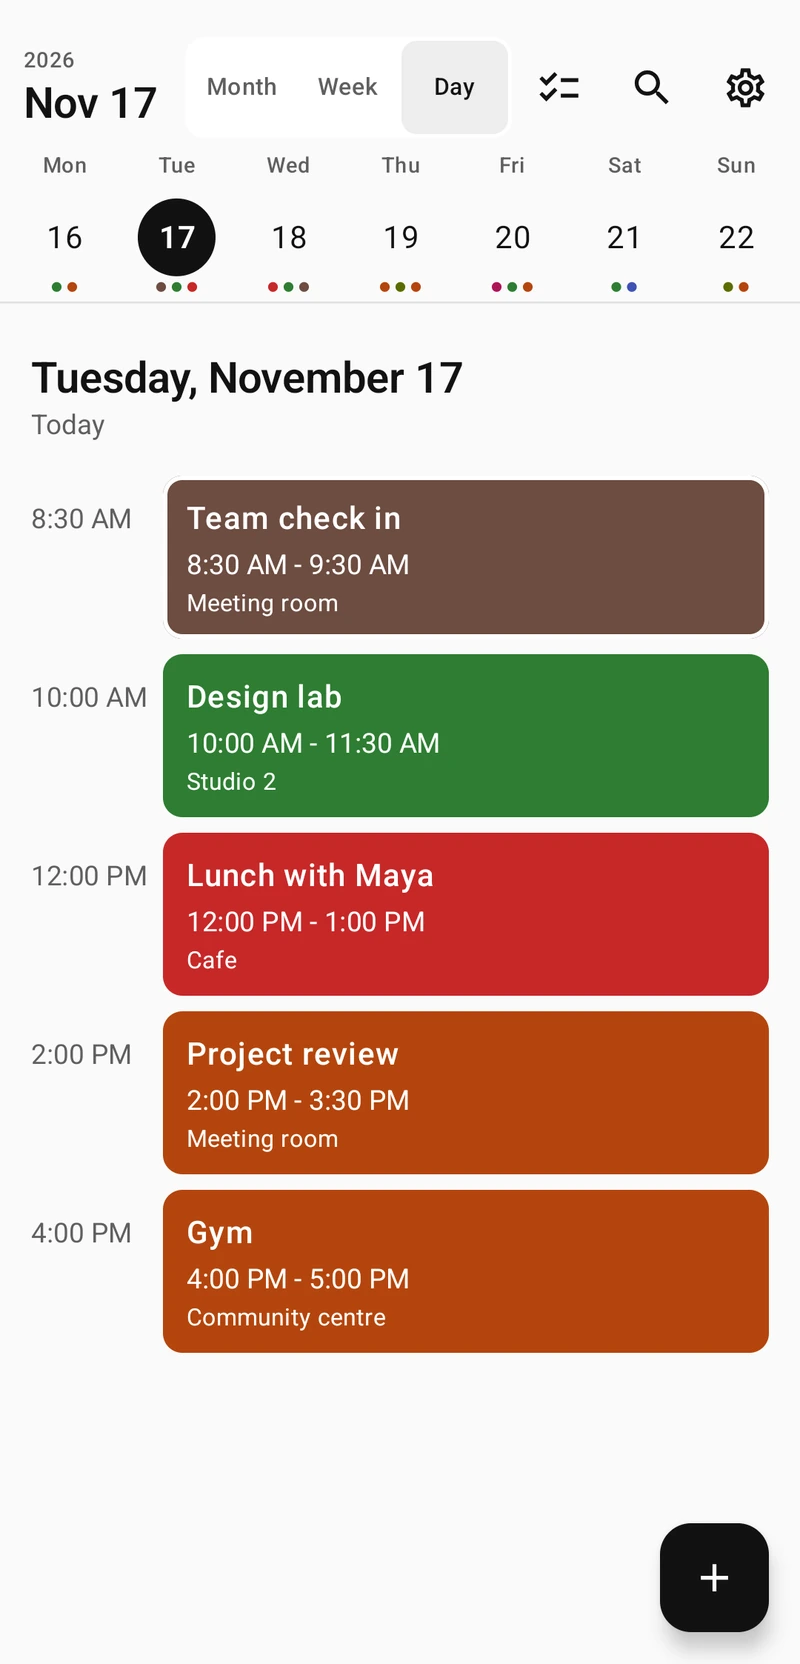 2026
Nov 17
Month Week Day
Mon Tue Wed Thu Fri Sat Sun
16 17 18 19 20 21 22
Tuesday, November 17
Today
8:30 AM
Team check in
8:30 AM - 9:30 AM
Meeting room
10:00 AM
Design lab
10:00 AM - 11:30 AM
Studio 2
12:00 PM
Lunch with Maya
12:00 PM - 1:00 PM
Cafe
2:00 PM
Project review
2:00 PM - 3:30 PM
Meeting room
4:00 PM
Gym
4:00 PM - 5:00 PM
Community centre